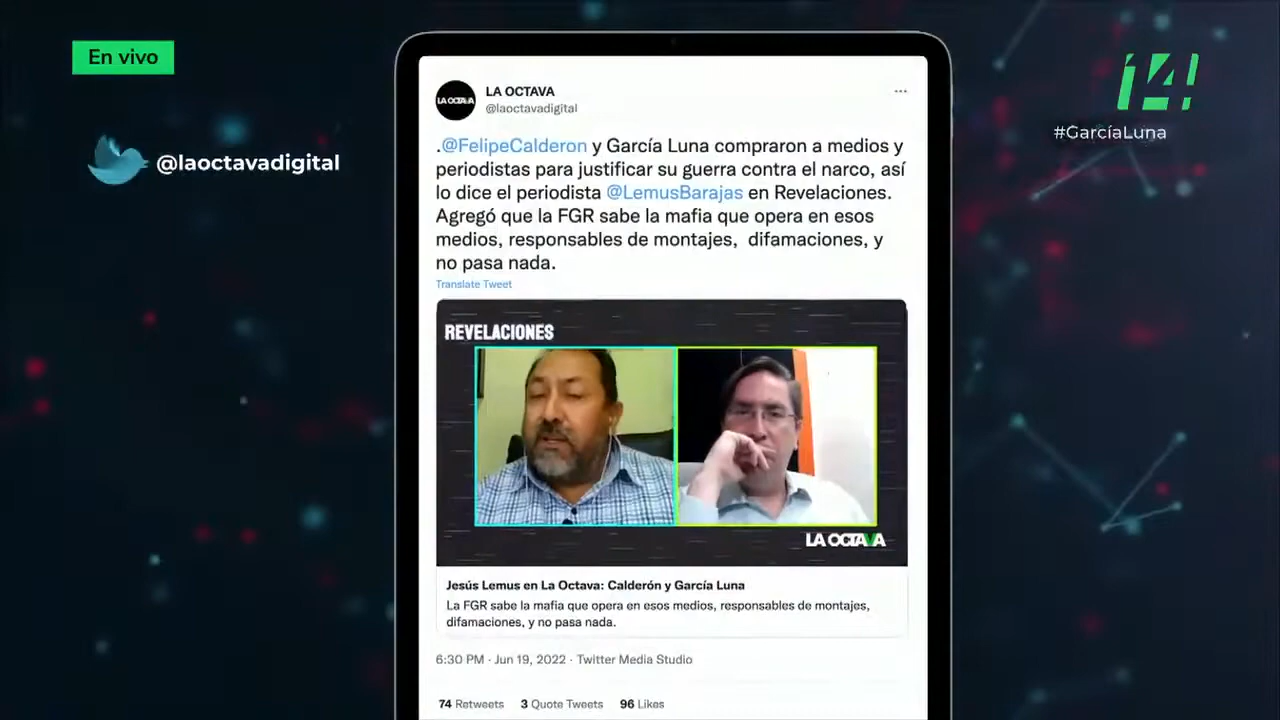 En vivo
@laoctavadigital
14!
#GarcíaLuna
LA OCTAVA
LA OCTAVA
@laoctavadigital
.@FelipeCalderon y García Luna compraron a medios y
periodistas para justificar su guerra contra el narco, así
lo dice el periodista @LemusBarajas en Revelaciones.
Agregó que la FGR sabe la mafia que opera en esos
medios, responsables de montajes, difamaciones, y
no pasa nada.
Translate Tweet
REVELACIONES
LA OCTAVA
Jesús Lemus en La Octava: Calderón y García Luna
La FGR sabe la mafia que opera en esos medios, responsables de montajes,
difamaciones, y no pasa nada.
6:30 PM · Jun 19, 2022 · Twitter Media Studio
74 Retweets 3 Quote Tweets 96 Likes